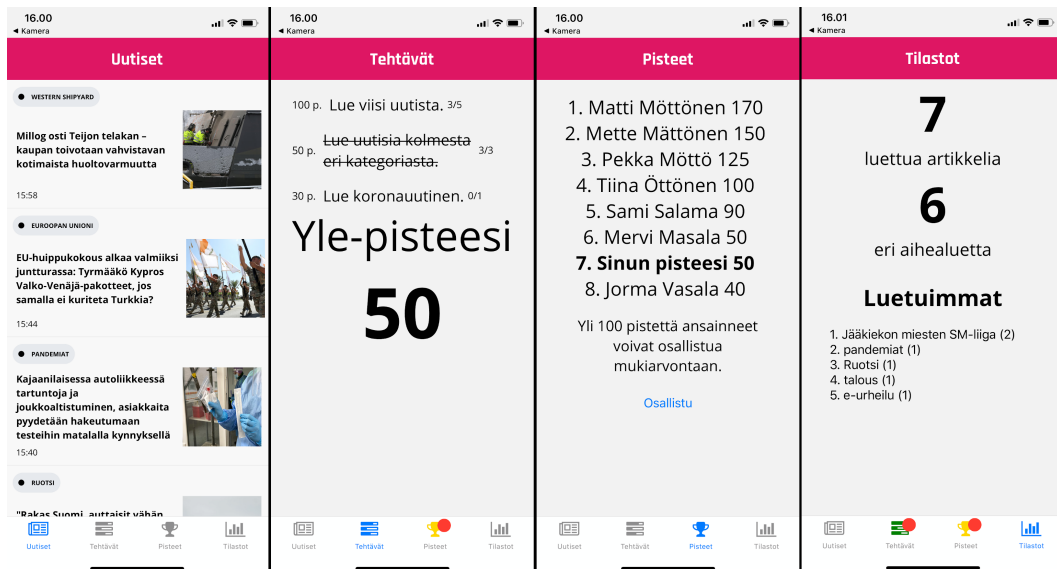 16.00
◀ Kamera
Uutiset
WESTERN SHIPYARD
Millog osti Teijon telakan –
kaupan toivotaan vahvistavan
kotimaista huoltovarmuutta
15:58
EUROOPAN UNIONI
EU-huippukokous alkaa valmiiksi
juntturassa: Tyrmääkö Kypros
Valko-Venäjä-pakotteet, jos
samalla ei kuriteta Turkkia?
15:44
PANDEMIAT
Kajaanilaisessa autoliikkeessä
tartuntoja ja
joukkoaltistuminen, asiakkaita
pyydetään hakeutumaan
testeihin matalalla kynnyksellä
15:40
RUOTSI
"Rakas Suomi, auttaisit vähän
Uutiset Tehtävät Pisteet Tilastot
16.00
◀ Kamera
Tehtävät
100 p. Lue viisi uutista. 3/5
50 p. Lue uutisia kolmesta
eri kategoriasta. 3/3
30 p. Lue koronauutinen. 0/1
Yle-pisteesi
50
Uutiset Tehtävät Pisteet Tilastot
16.00
◀ Kamera
Pisteet
1. Matti Möttönen 170
2. Mette Mättönen 150
3. Pekka Möttö 125
4. Tiina Öttönen 100
5. Sami Salama 90
6. Mervi Masala 50
7. Sinun pisteesi 50
8. Jorma Vasala 40
Yli 100 pistettä ansainneet
voivat osallistua
mukiarvontaan.
Osallistu
Uutiset Tehtävät Pisteet Tilastot
16.01
◀ Kamera
Tilastot
7
luettua artikkelia
6
eri aihealuetta
Luetuimmat
1. Jääkiekon miesten SM-liiga (2)
2. pandemiat (1)
3. Ruotsi (1)
4. talous (1)
5. e-urheilu (1)
Uutiset Tehtävät Pisteet Tilastot